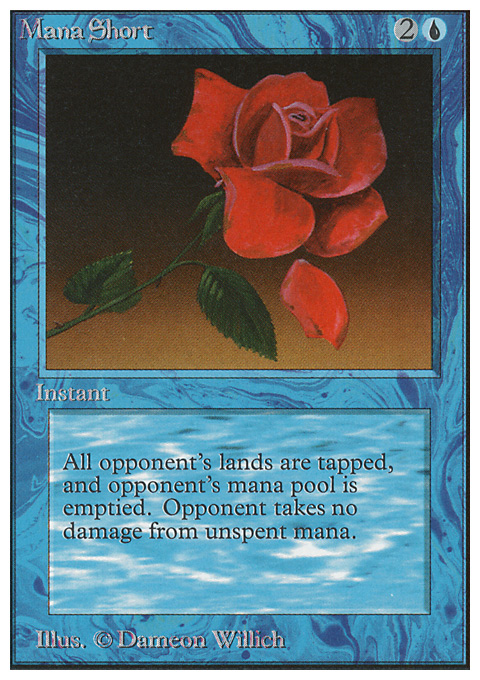 Mana Short 2
Instant
All opponent's lands are tapped,
and opponent's mana pool is
emptied. Opponent takes no
damage from unspent mana.
Illus. © Dameon Willich